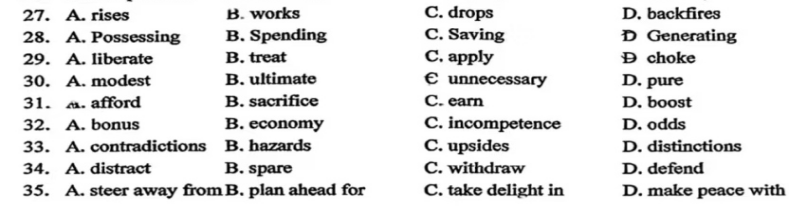 27. A. rises B. works C. drops D. backfires
28. A. Possessing B. Spending C. Saving D Generating
29. A. liberate B. treat C. apply D choke
30. A. modest B. ultimate C unnecessary D. pure
31. A. afford B. sacrifice C. earn D. boost
32. A. bonus B. economy C. incompetence D. odds
33. A. contradictions B. hazards C. upsides D. distinctions
34. A. distract B. spare C. withdraw D. defend
35. A. steer away from B. plan ahead for C. take delight in D. make peace with